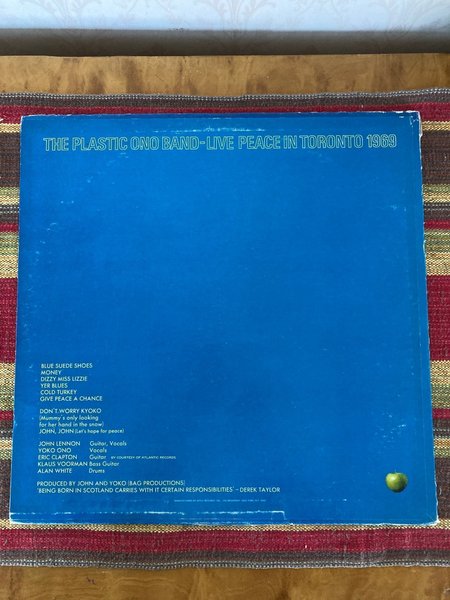 THE PLASTIC ONO BAND-LIVE PEACE IN TORONTO 1969
BLUE SUEDE SHOES
MONEY
DIZZY MISS LIZZIE
YER BLUES
COLD TURKEY
GIVE PEACE A CHANCE
DON'T WORRY KYOKO
(Mummy's only looking
for her hand in the snow)
JOHN, JOHN (Let's hope for peace)
JOHN LENNON Guitar, Vocals
YOKO ONO Vocals
ERIC CLAPTON Guitar BY COURTESY OF ATLANTIC RECORDS.
KLAUS VOORMAN Bass Guitar
ALAN WHITE Drums
PRODUCED BY JOHN AND YOKO (BAG PRODUCTIONS)
'BEING BORN IN SCOTLAND CARRIES WITH IT CERTAIN RESPONSIBILITIES' – DEREK TAYLOR